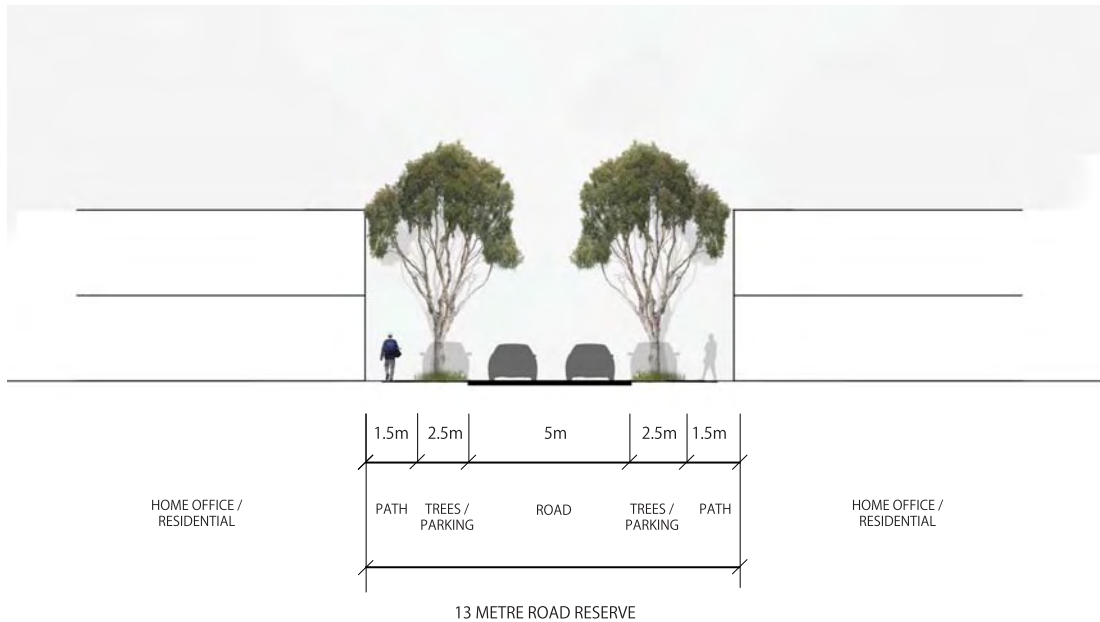 1.5m 2.5m 5m 2.5m 1.5m
HOME OFFICE /
RESIDENTIAL
PATH
TREES /
PARKING
ROAD
TREES /
PARKING
PATH
HOME OFFICE /
RESIDENTIAL
13 METRE ROAD RESERVE